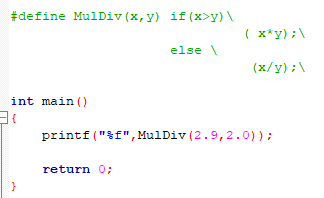 #define MulDiv(x,y) if(x>y)\
( x*y);\
else \
(x/y);\
int main()
{
printf("%f",MulDiv(2.9,2.0));
return 0;
}